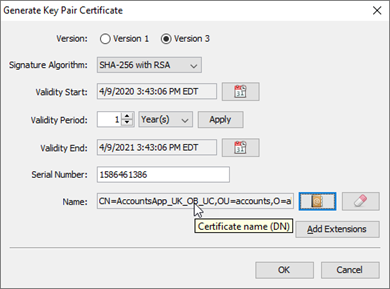 Generate Key Pair Certificate
Version: Version 1 Version 3
Signature Algorithm: SHA-256 with RSA
Validity Start: 4/9/2020 3:43:06 PM EDT
Validity Period: 1 Year(s) Apply
Validity End: 4/9/2021 3:43:06 PM EDT
Serial Number: 1586461386
Name: CN=AccountsApp_UK_OB_UC,OU=accounts,O=a
Certificate name (DN)
Add Extensions
OK Cancel